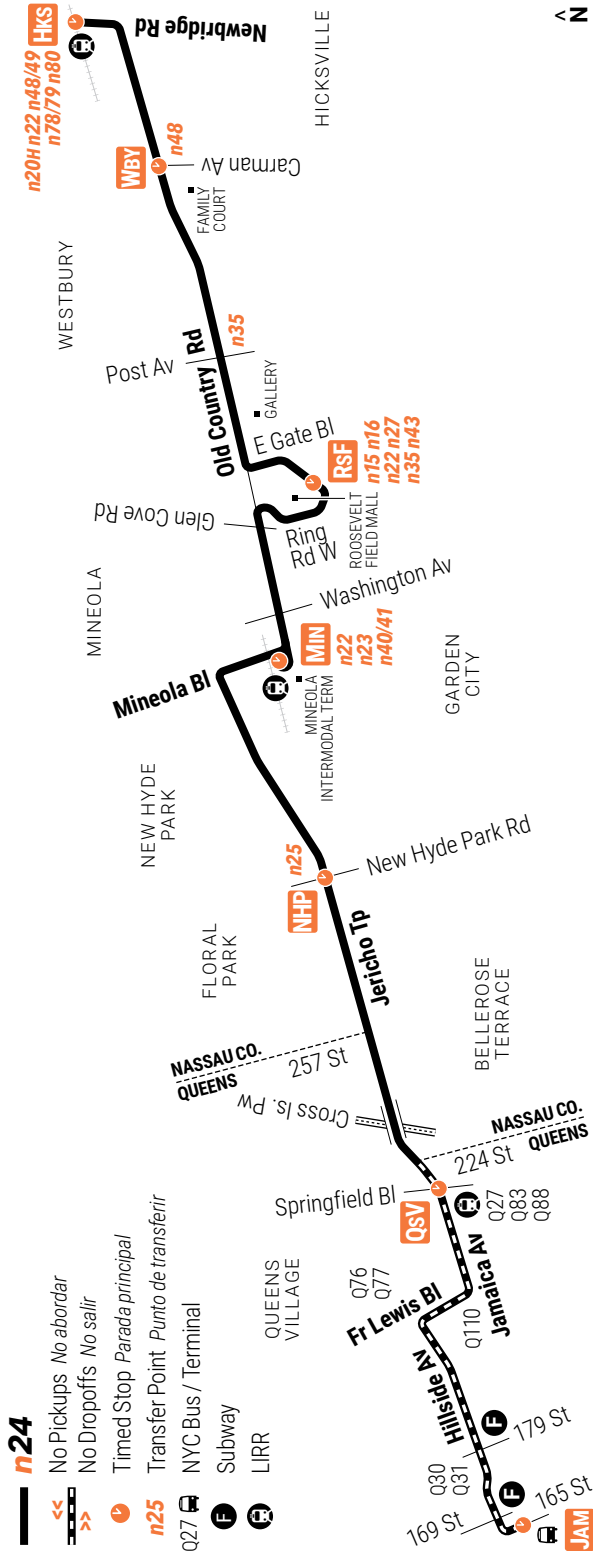 n24
<< No Pickups No abordar
>> No Dropoffs No salir
Timed Stop Parada principal
n25 Transfer Point Punto de transferir
Q27 NYC Bus / Terminal
F Subway
LIRR
JAM
165 St
169 St
F
179 St
F
Q30
Q31
Hillside Av
Fr Lewis Bl
Q110
Jamaica Av
Q76
Q77
QUEENS
VILLAGE
QSV
Springfield Bl
Q27
Q83
Q88
224 St
NASSAU CO.
QUEENS
Cross Is. Pw
NASSAU CO.
QUEENS
257 St
BELLEROSE
TERRACE
Jericho Tp
FLORAL
PARK
NHP
n25
New Hyde Park Rd
NEW HYDE
PARK
Mineola Bl
MINEOLA
INTERMODAL TERM
MIN
n22
n23
n40/41
GARDEN
CITY
MINEOLA
Washington Av
Glen Cove Rd
Ring
Rd W
ROOSEVELT
FIELD MALL
RSF
n15 n16
n22 n27
n35 n43
E Gate Bl
GALLERY
Old Country Rd
Post Av
n35
WESTBURY
FAMILY
COURT
WBY
n48
Carman Av
HICKSVILLE
n20H n22 n48/49
n78/79 n80
HKS
Newbridge Rd
N